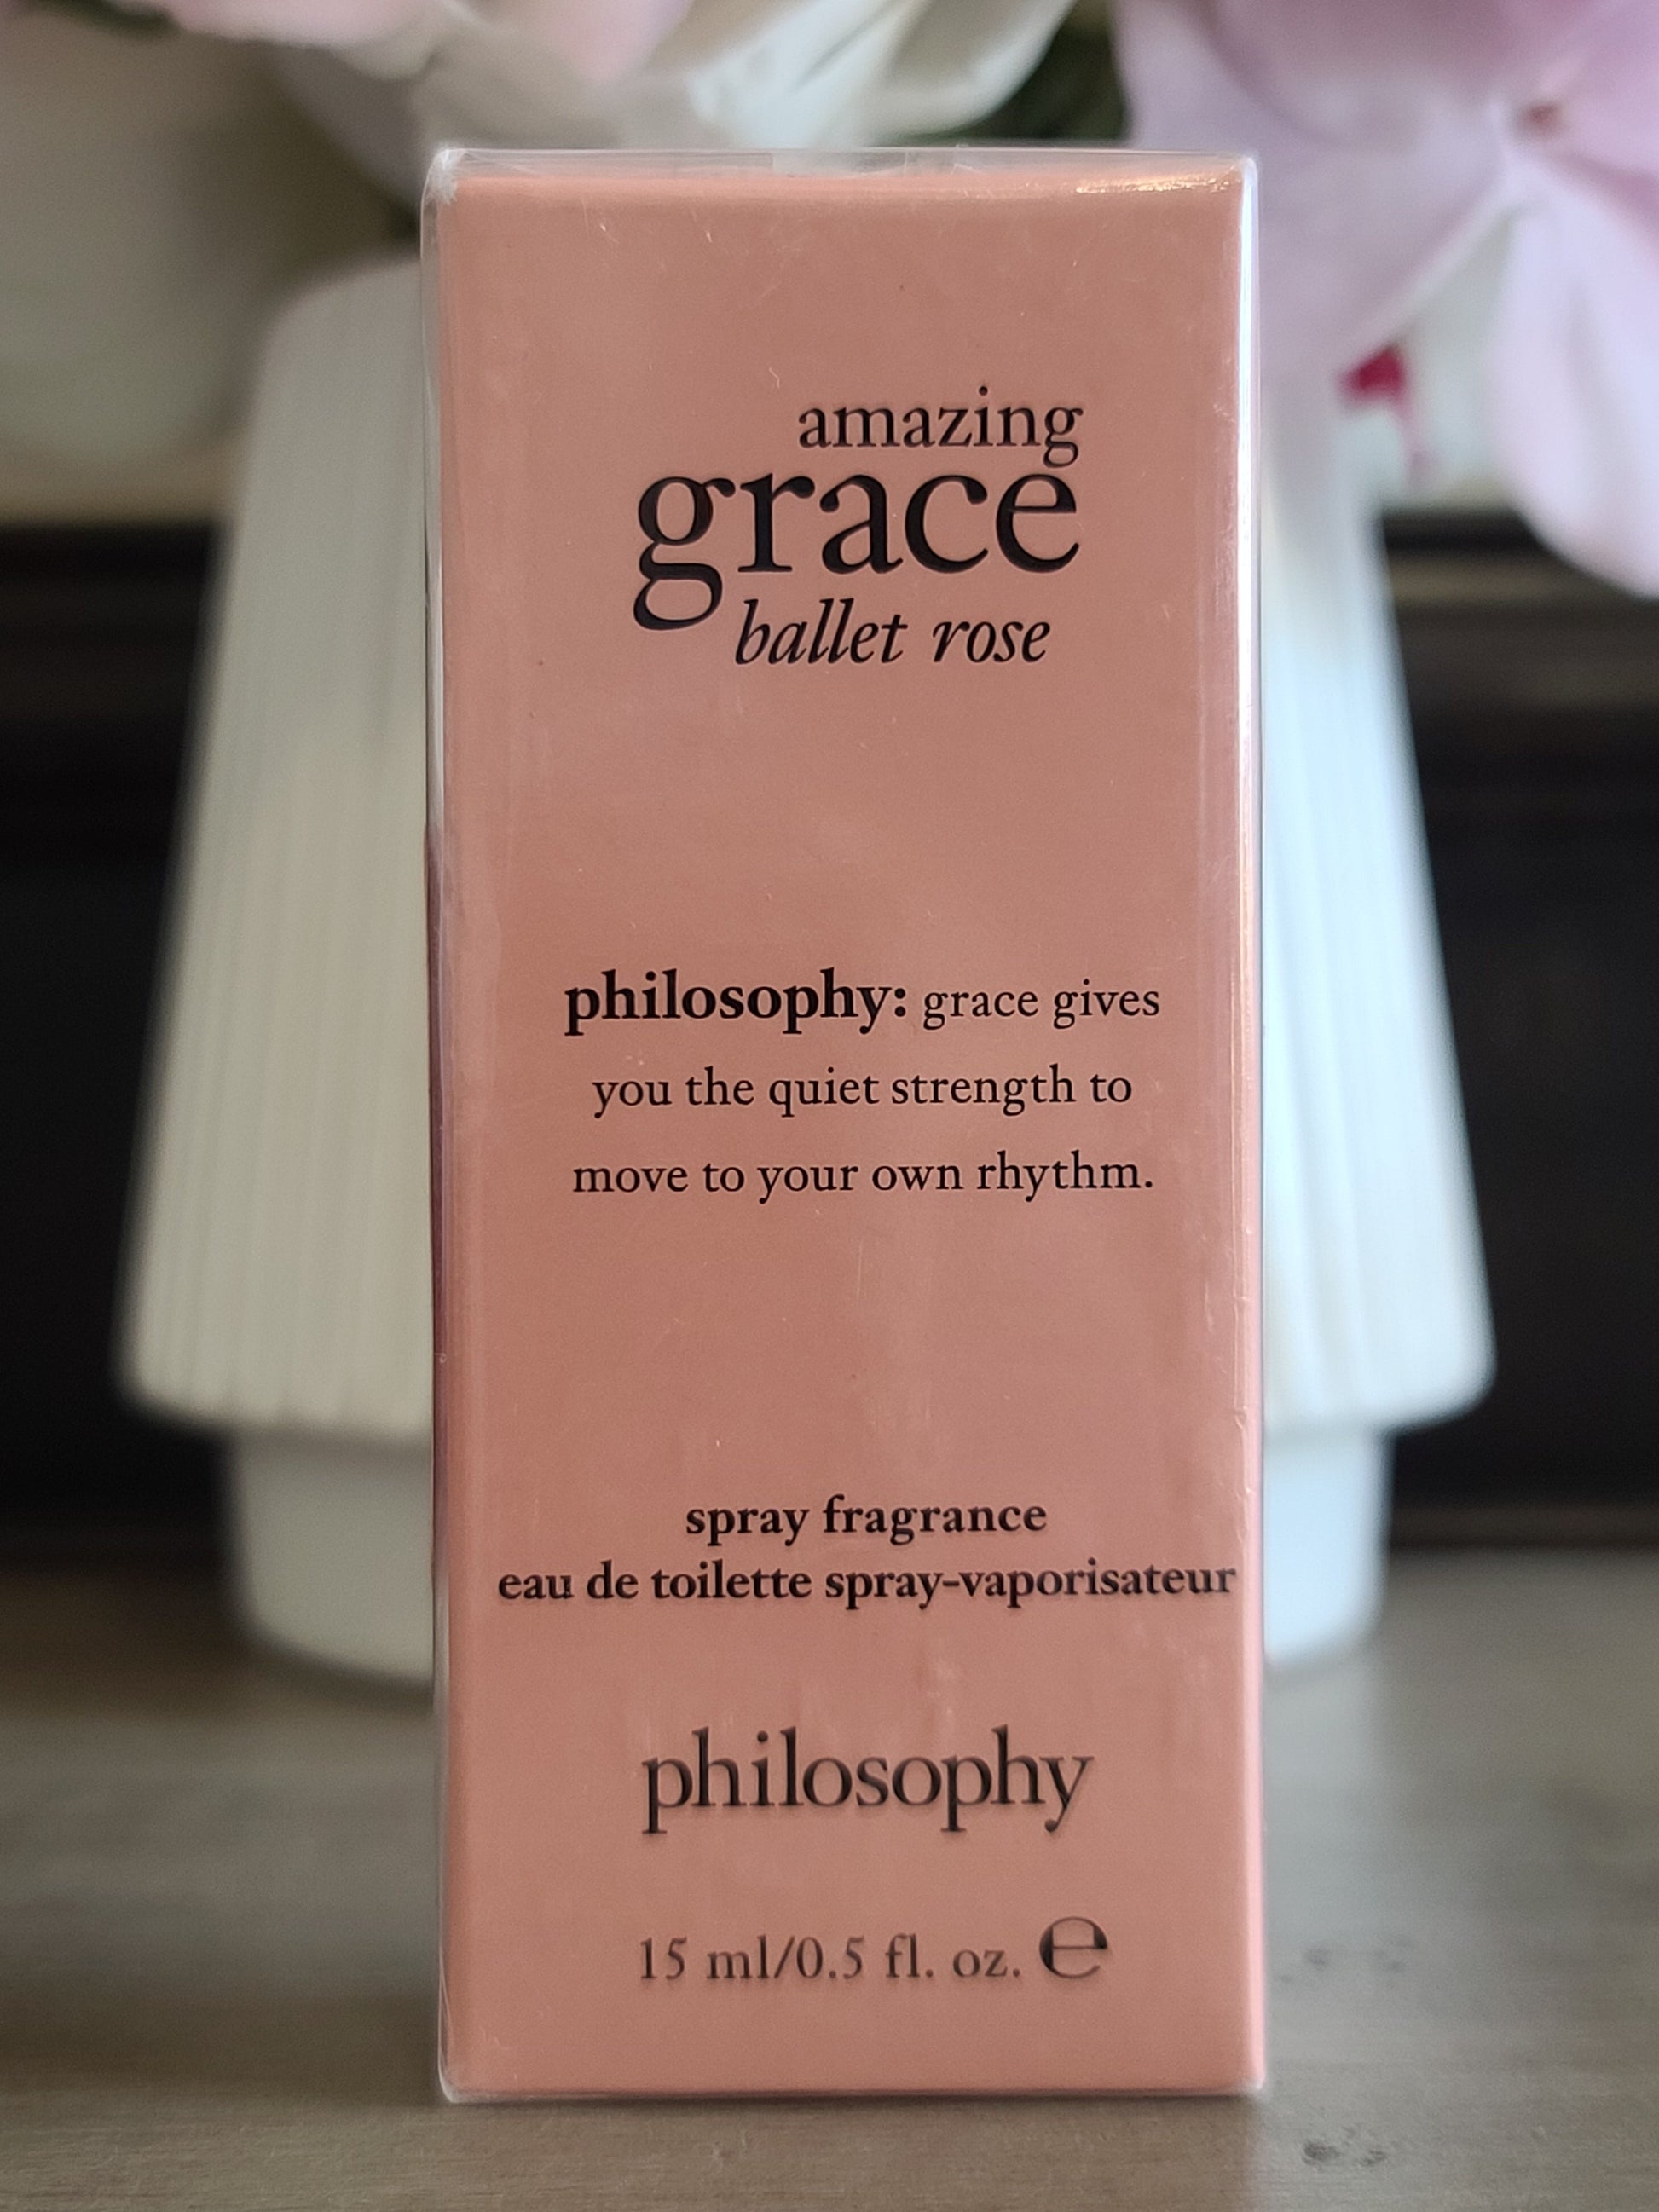 amazing
grace
ballet rose
philosophy: grace gives
you the quiet strength to
move to your own rhythm.
spray fragrance
eau de toilette spray-vaporisateur
philosophy
15 ml/0.5 fl. oz. ℮